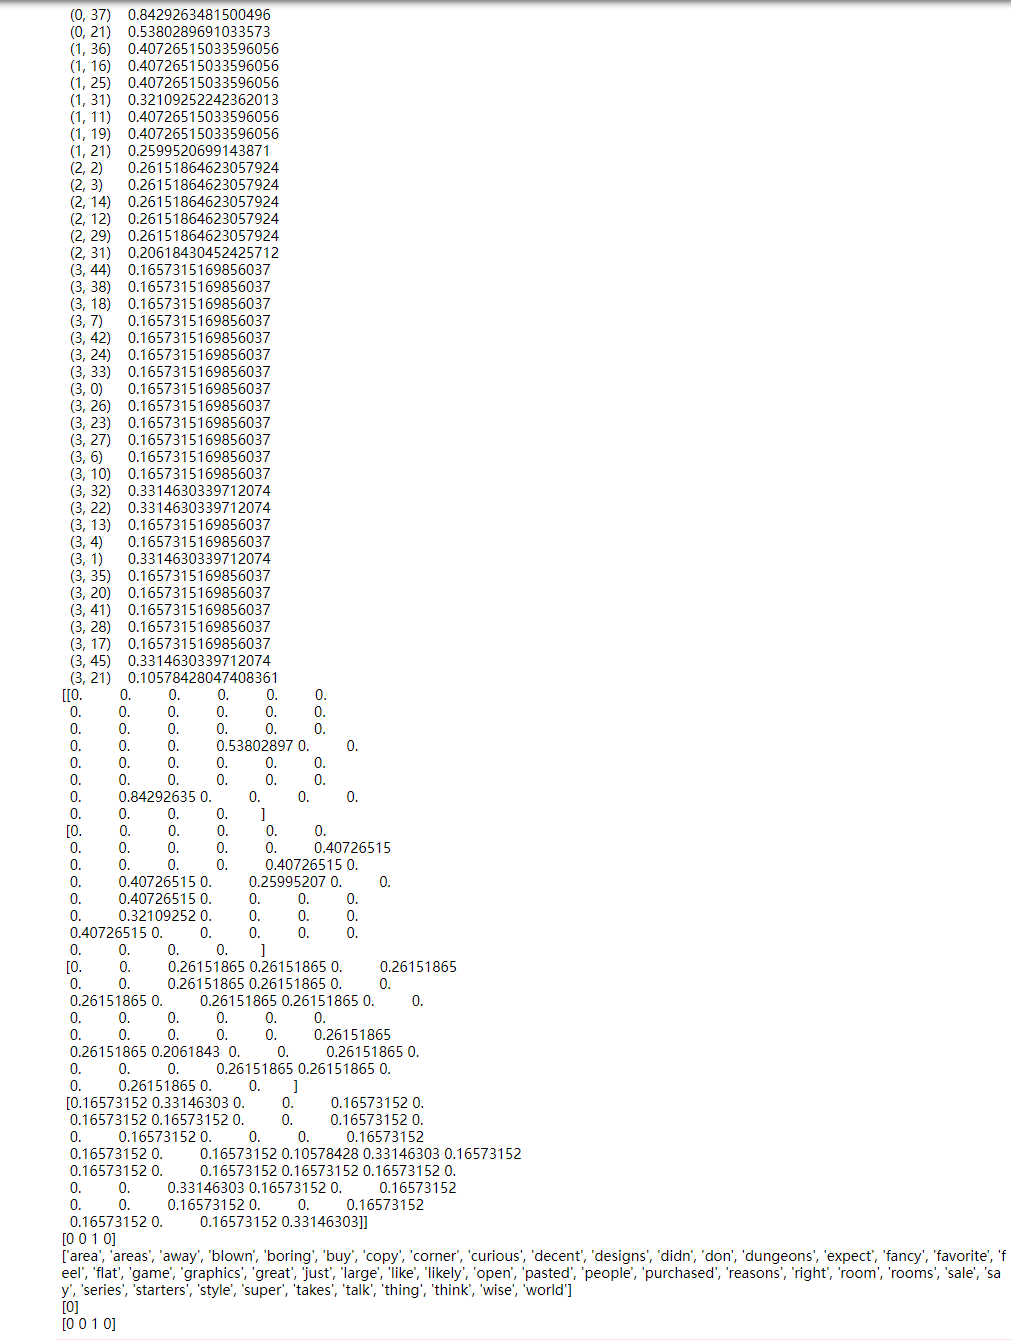 (0, 37) 0.8429263481500496
(0, 21) 0.5380289691033573
(1, 36) 0.40726515033596056
(1, 16) 0.40726515033596056
(1, 25) 0.40726515033596056
(1, 31) 0.32109252242362013
(1, 11) 0.40726515033596056
(1, 19) 0.40726515033596056
(1, 21) 0.2599520699143871
(2, 2) 0.26151864623057924
(2, 3) 0.26151864623057924
(2, 14) 0.26151864623057924
(2, 12) 0.26151864623057924
(2, 29) 0.26151864623057924
(2, 31) 0.20618430452425712
(3, 44) 0.1657315169856037
(3, 38) 0.1657315169856037
(3, 18) 0.1657315169856037
(3, 7) 0.1657315169856037
(3, 42) 0.1657315169856037
(3, 24) 0.1657315169856037
(3, 33) 0.1657315169856037
(3, 0) 0.1657315169856037
(3, 26) 0.1657315169856037
(3, 23) 0.1657315169856037
(3, 27) 0.1657315169856037
(3, 6) 0.1657315169856037
(3, 10) 0.1657315169856037
(3, 32) 0.3314630339712074
(3, 22) 0.3314630339712074
(3, 13) 0.1657315169856037
(3, 4) 0.1657315169856037
(3, 1) 0.3314630339712074
(3, 35) 0.1657315169856037
(3, 20) 0.1657315169856037
(3, 41) 0.1657315169856037
(3, 28) 0.1657315169856037
(3, 17) 0.1657315169856037
(3, 45) 0.3314630339712074
(3, 21) 0.10578428047408361
[[0. 0. 0. 0. 0. 0.
0. 0. 0. 0. 0. 0.
0. 0. 0. 0. 0. 0.
0. 0. 0. 0.53802897 0. 0.
0. 0. 0. 0. 0. 0.
0. 0. 0. 0. 0. 0.
0. 0.84292635 0. 0. 0. 0.
0. 0. 0. 0. ]
[0. 0. 0. 0. 0. 0.
0. 0. 0. 0. 0. 0.40726515
0. 0. 0. 0. 0.40726515 0.
0. 0.40726515 0. 0.25995207 0. 0.
0. 0.40726515 0. 0. 0. 0.
0. 0.32109252 0. 0. 0. 0.
0.40726515 0. 0. 0. 0. 0.
0. 0. 0. 0. ]
[0. 0. 0.26151865 0.26151865 0. 0.26151865
0. 0. 0.26151865 0.26151865 0. 0.
0.26151865 0. 0.26151865 0.26151865 0. 0.
0. 0. 0. 0. 0. 0.
0. 0. 0. 0. 0. 0.26151865
0.26151865 0.2061843 0. 0. 0.26151865 0.
0. 0. 0. 0.26151865 0.26151865 0.
0. 0.26151865 0. 0. ]
[0.16573152 0.33146303 0. 0. 0.16573152 0.
0.16573152 0.16573152 0. 0. 0.16573152 0.
0. 0.16573152 0. 0. 0. 0.16573152
0.16573152 0. 0.16573152 0.10578428 0.33146303 0.16573152
0.16573152 0. 0.16573152 0.16573152 0.16573152 0.
0. 0. 0.33146303 0.16573152 0. 0.16573152
0. 0. 0.16573152 0. 0. 0.16573152
0.16573152 0. 0.16573152 0.33146303]]
[0 0 1 0]
['area', 'areas', 'away', 'blown', 'boring', 'buy', 'copy', 'corner', 'curious', 'decent', 'designs', 'didn', 'don', 'dungeons', 'expect', 'fancy', 'favorite', 'f
eel', 'flat', 'game', 'graphics', 'great', 'just', 'large', 'like', 'likely', 'open', 'pasted', 'people', 'purchased', 'reasons', 'right', 'room', 'rooms', 'sale', 'sa
y', 'series', 'starters', 'style', 'super', 'takes', 'talk', 'thing', 'think', 'wise', 'world']
[0]
[0 0 1 0]